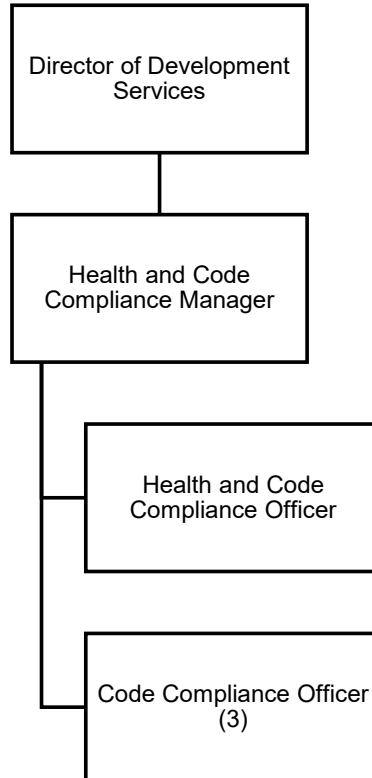 Director of Development
Services
Health and Code
Compliance Manager
Health and Code
Compliance Officer
Code Compliance Officer
(3)